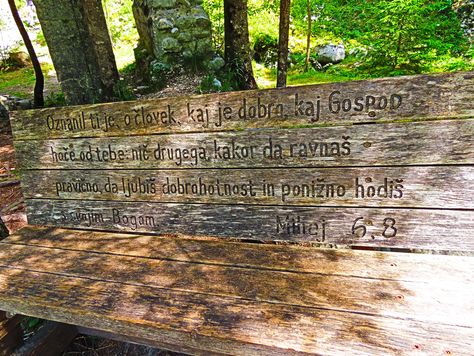 Oznanil ti je, o človek, kaj je dobro, kaj Gospod
hoče od tebe: nič drugega, kakor da ravnaš
pravično, da ljubiš dobrohotnost in ponižno hodiš
s svojim Bogom. Mihej 6.8